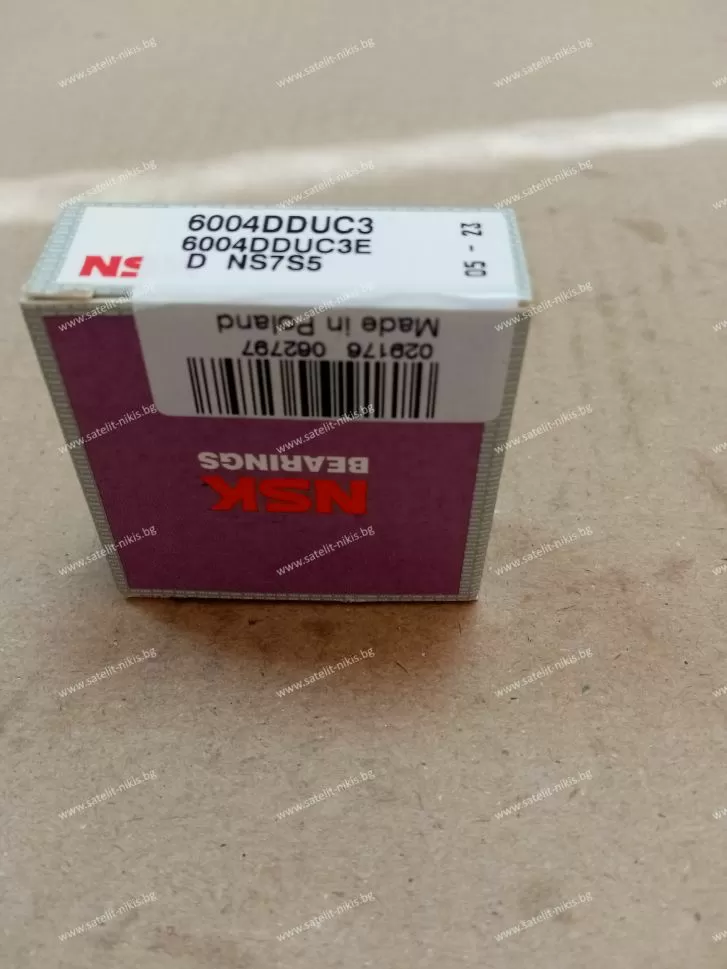 6004DDUC3
6004DDUC3E
D NS7S5
05 - 23
NS
Made in Poland
029176 062797
NSK
BEARINGS
www.satelit-nikis.bg